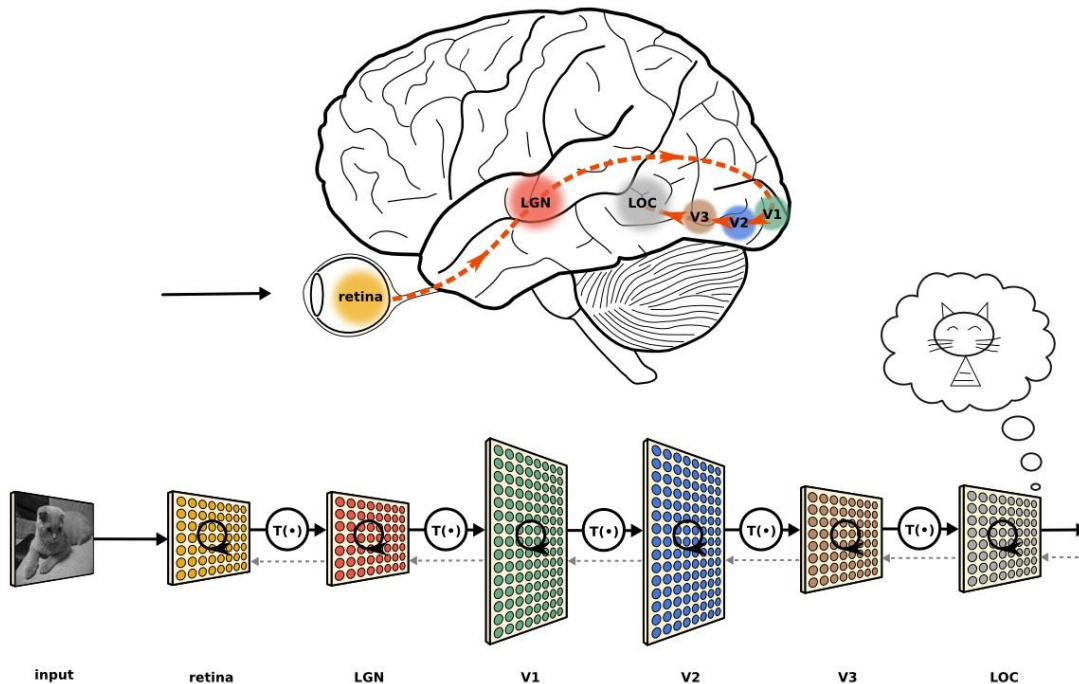 LGN
LOC
V3
V2
V1
retina
T(•)
T(•)
T(•)
T(•)
T(•)
input
retina
LGN
V1
V2
V3
LOC